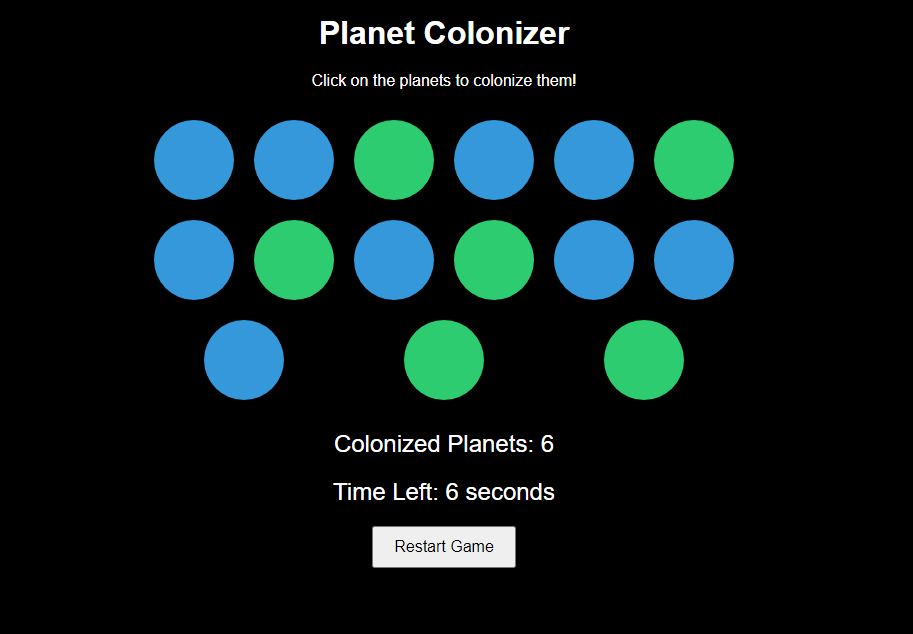 Planet Colonizer
Click on the planets to colonize them!
Colonized Planets: 6
Time Left: 6 seconds
Restart Game